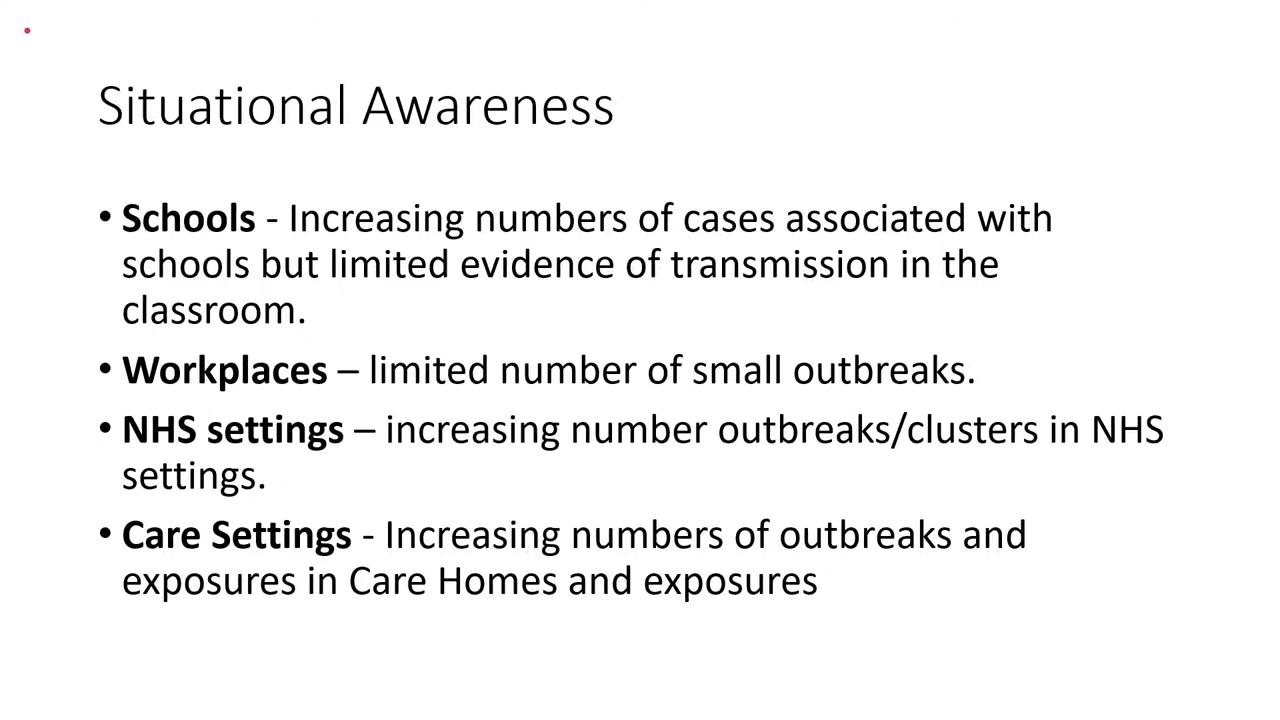 Situational Awareness
• Schools - Increasing numbers of cases associated with
schools but limited evidence of transmission in the
classroom.
• Workplaces – limited number of small outbreaks.
• NHS settings – increasing number outbreaks/clusters in NHS
settings.
• Care Settings - Increasing numbers of outbreaks and
exposures in Care Homes and exposures